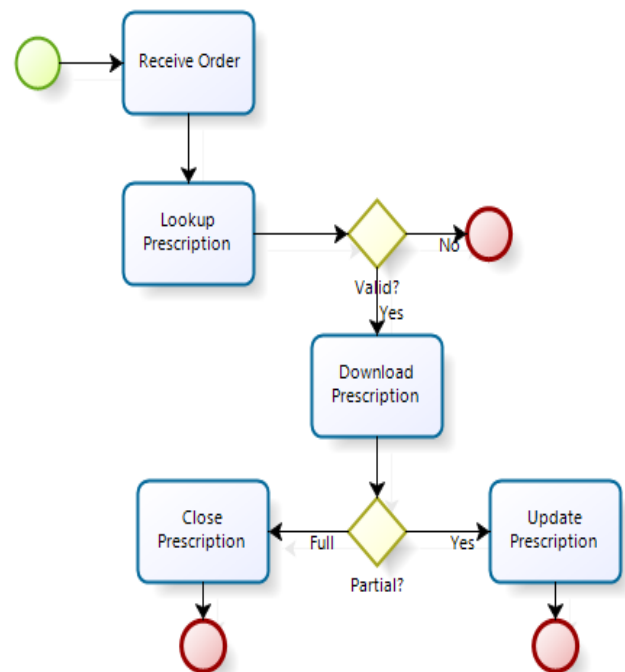 Receive Order
Lookup
Prescription
No
Valid?
Yes
Download
Prescription
Close
Prescription
Full
Partial?
Yes
Update
Prescription